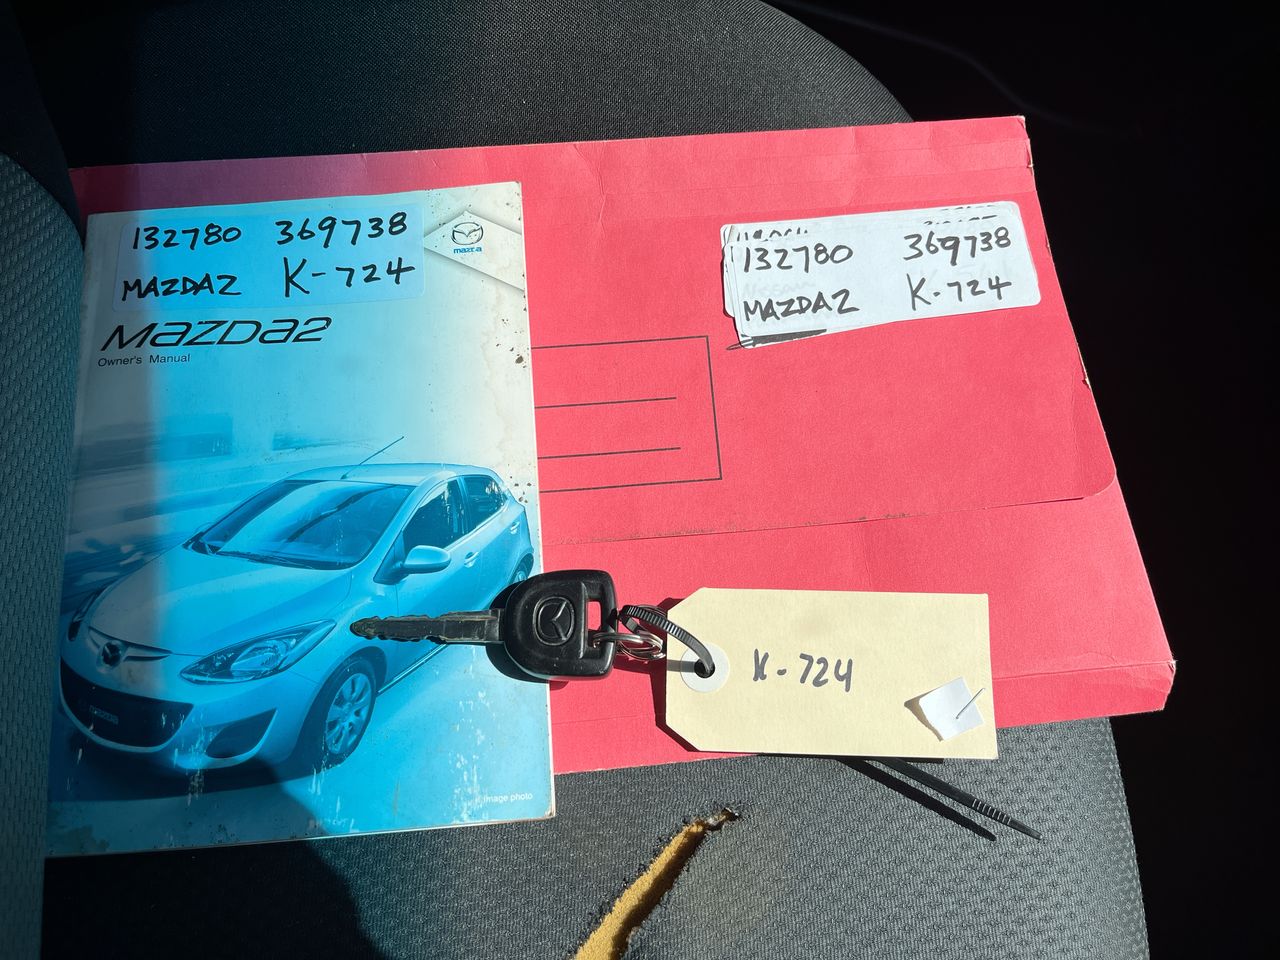 132780 369738
MAZDA2 K-724
mazda
mazda2
Owner's Manual
Image photo
132780 369738
MAZDA2 K-724
K-724